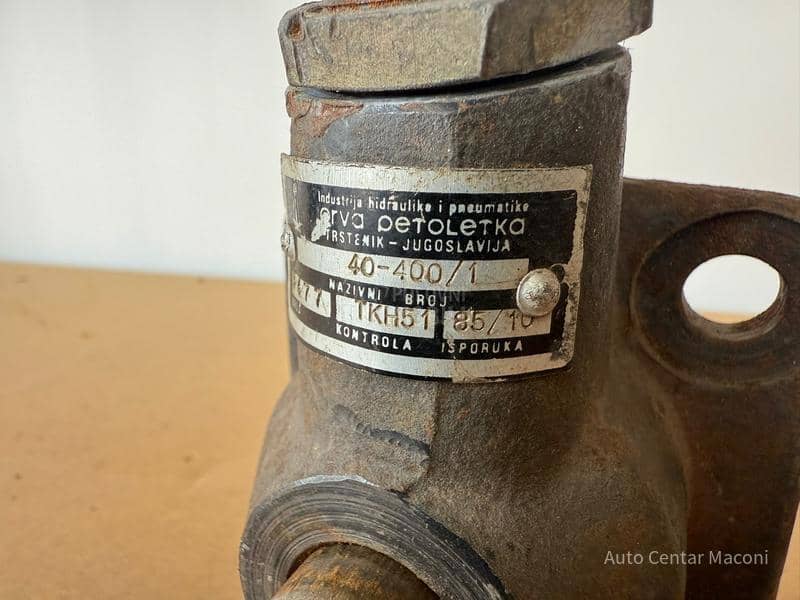 Industrija hidraulike i pneumatike
prva PETOLETKA
TRSTENIK - JUGOSLAVIJA
40-400/1
NAZIVNI BROJ
TKH51 85/10
KONTROLA ISPORUKA
Auto Centar Maconi